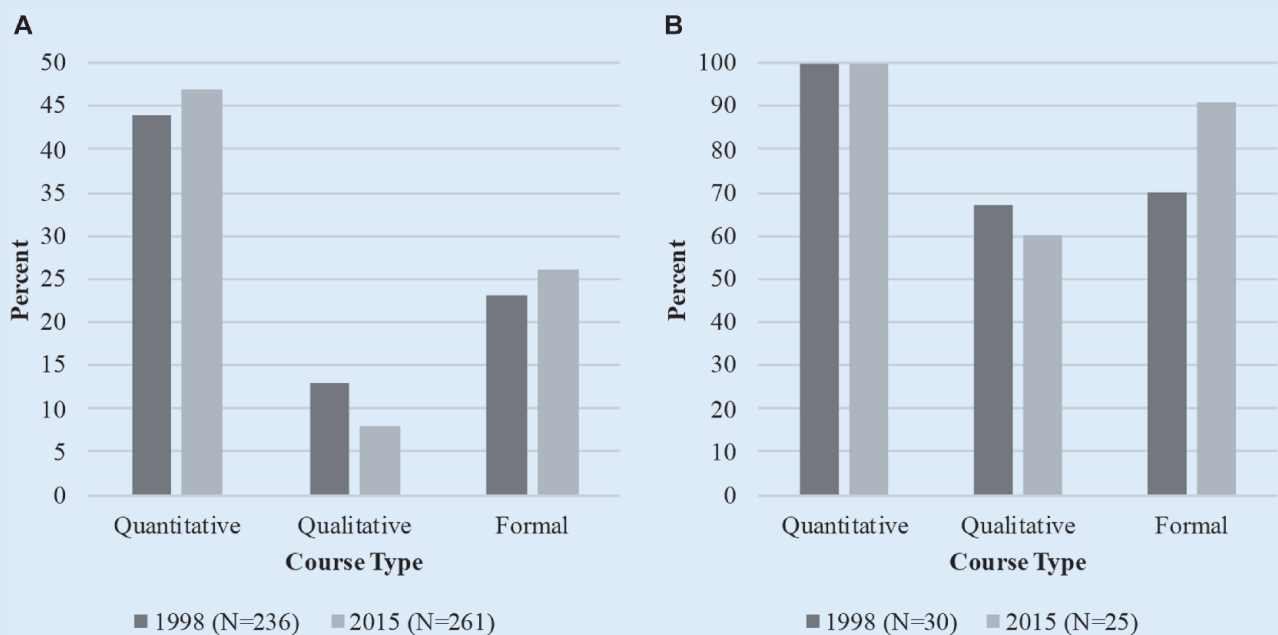 A
50
45
40
35
30
25
20
15
10
5
0
Percent
Quantitative Qualitative Formal
Course Type
1998 (N=236) 2015 (N=261)
B
100
90
80
70
60
50
40
30
20
10
0
Percent
Quantitative Qualitative Formal
Course Type
1998 (N=30) 2015 (N=25)